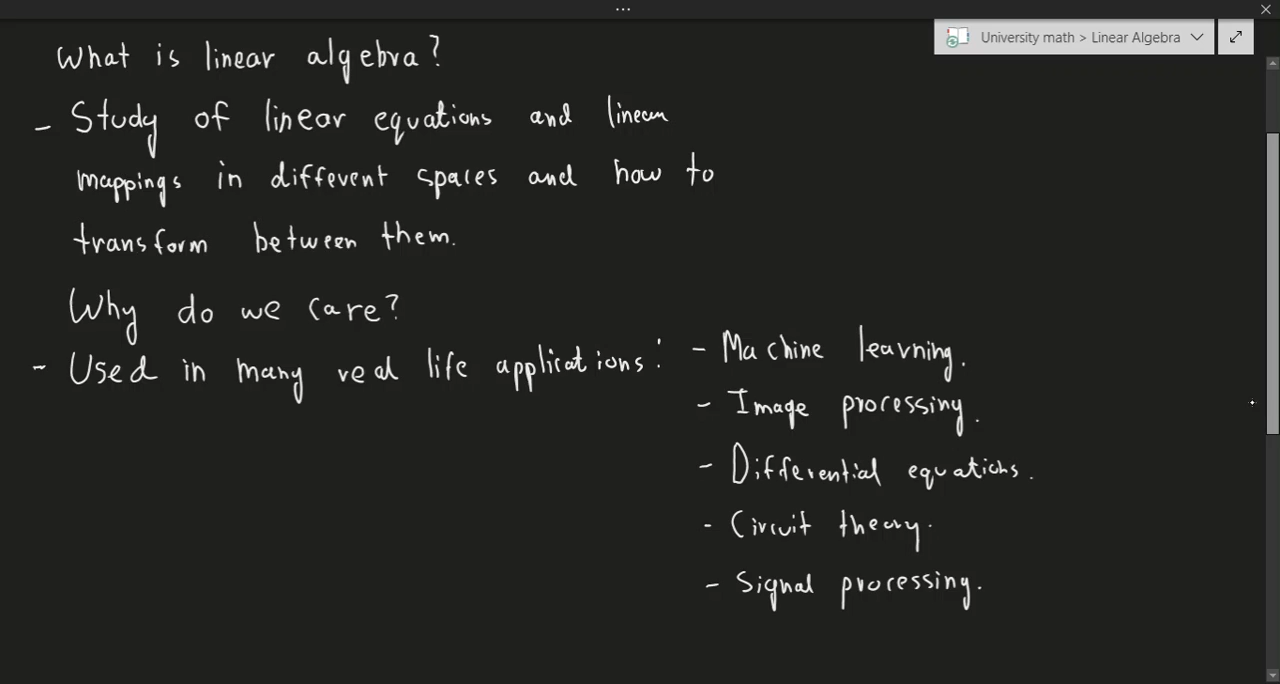 ...
University math > Linear Algebra
What is linear algebra?
- Study of linear equations and linear
mappings in different spaces and how to
transform between them.
Why do we care?
- Used in many real life applications:
- Machine learning.
- Image processing.
- Differential equations.
- Circuit theory.
- Signal processing.